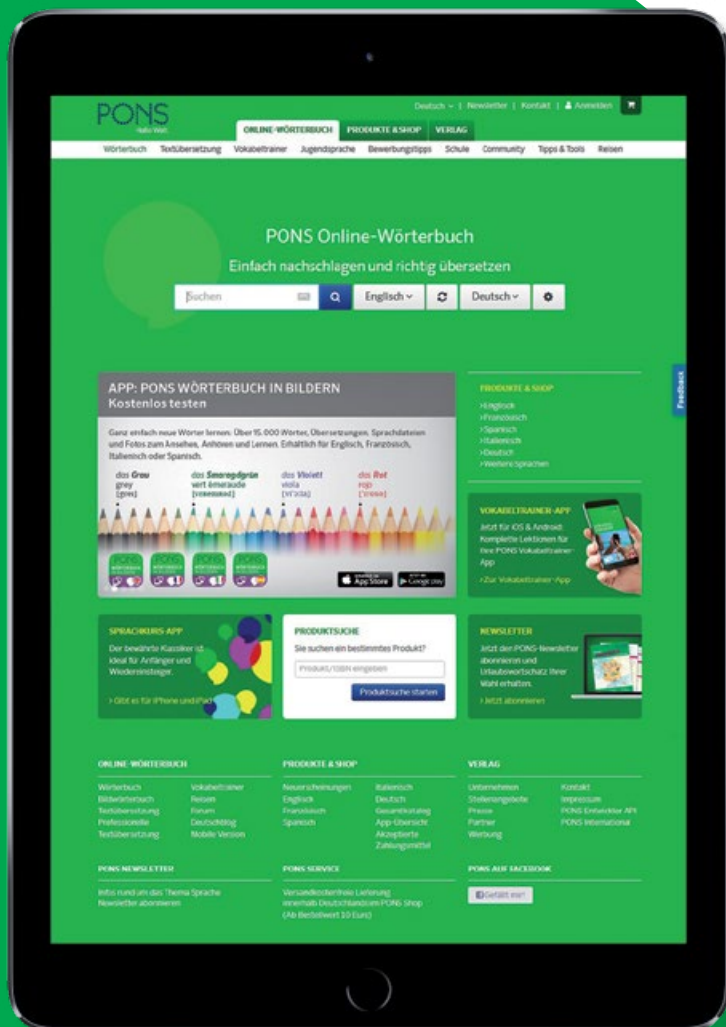 Deutsch | Newsletter | Kontakt | Anmelden
PONS
Hallo Welt.
ONLINE-WÖRTERBUCH PRODUKTE & SHOP VERLAG
Wörterbuch Textübersetzung Vokabeltrainer Jugendsprache Bewerbungstipps Schule Community Tipps & Tools Reisen
PONS Online-Wörterbuch
Einfach nachschlagen und richtig übersetzen
Suchen Englisch Deutsch
Feedback
APP: PONS WÖRTERBUCH IN BILDERN
Kostenlos testen
Ganz einfach neue Wörter lernen: Über 15.000 Wörter, Übersetzungen, Sprachdateien
und Fotos zum Ansehen, Anhören und Lernen. Erhältlich für Englisch, Französisch,
Italienisch oder Spanisch.
das Grau das Smaragdgrün das Violett das Rot
grey vert émeraude viola rojo
PONS PONS PONS PONS
App Store Google play
PRODUKTE & SHOP
›Englisch
›Französisch
›Spanisch
›Italienisch
›Deutsch
›Weitere Sprachen
VOKABELTRAINER-APP
Jetzt für iOS & Android:
Komplette Lektionen für
Ihre PONS Vokabeltrainer-
App
›Zur Vokabeltrainer-App
SPRACHKURS-APP
Der bewährte Klassiker ist
ideal für Anfänger und
Wiedereinsteiger.
› Gibt es für iPhone und iPad
PRODUKTSUCHE
Sie suchen ein bestimmtes Produkt?
Produkt/ISBN eingeben
Produktsuche starten
NEWSLETTER
Jetzt den PONS-Newsletter
abonnieren und
Urlaubswortschatz Ihrer
Wahl erhalten.
› Jetzt abonnieren
ONLINE-WÖRTERBUCH
Wörterbuch
Bildwörterbuch
Textübersetzung
Professionelle
Textübersetzung
Vokabeltrainer
Reisen
Forum
Deutschblog
Mobile Version
PRODUKTE & SHOP
Neuerscheinungen
Englisch
Französisch
Spanisch
Italienisch
Deutsch
Gesamtkatalog
App-Übersicht
Akzeptierte
Zahlungsmittel
VERLAG
Unternehmen
Stellenangebote
Presse
Partner
Werbung
Kontakt
Impressum
PONS Entwickler API
PONS International
PONS NEWSLETTER
Infos rund um das Thema Sprache
Newsletter abonnieren
PONS SERVICE
Versandkostenfreie Lieferung
innerhalb Deutschlands im PONS Shop
(Ab Bestellwert 10 Euro)
PONS AUF FACEBOOK
Gefällt mir!